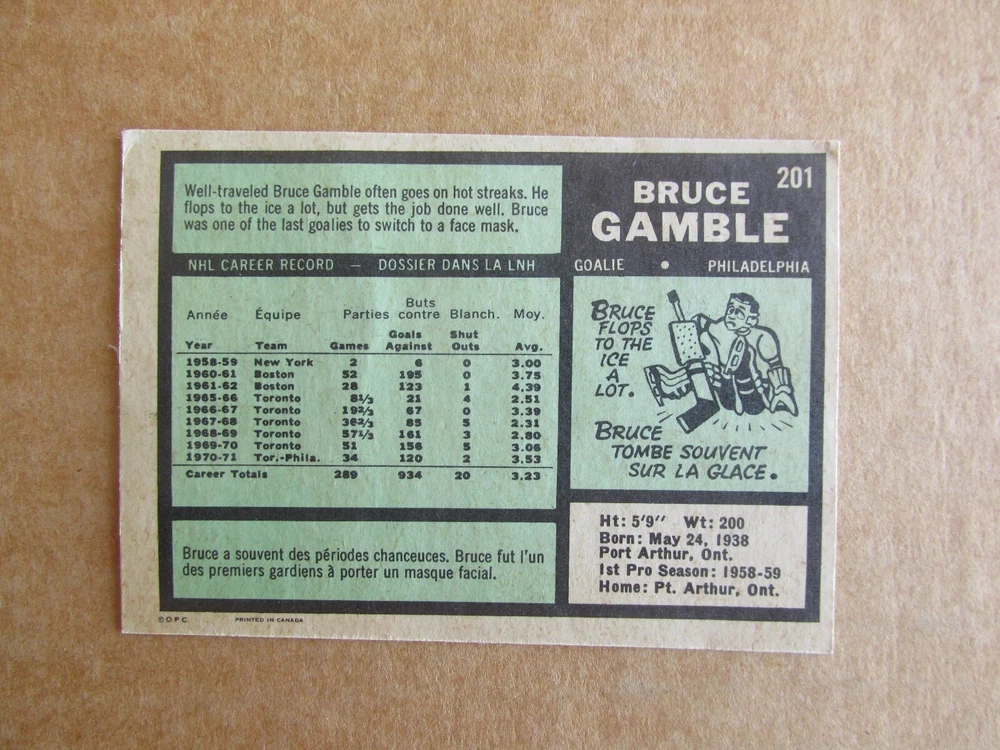 Well-traveled Bruce Gamble often goes on hot streaks. He
flops to the ice a lot, but gets the job done well. Bruce
was one of the last goalies to switch to a face mask.
201
BRUCE
GAMBLE
NHL CAREER RECORD — DOSSIER DANS LA LNH
GOALIE • PHILADELPHIA
Buts
Année Équipe Parties contre Blanch. Moy.
Goals Shut
Year Team Games Against Outs Avg.
1958-59 New York 2 6 0 3.00
1960-61 Boston 52 195 0 3.75
1961-62 Boston 28 123 1 4.39
1965-66 Toronto 8⅓ 21 4 2.51
1966-67 Toronto 19⅔ 67 0 3.39
1967-68 Toronto 36⅔ 85 5 2.31
1968-69 Toronto 57⅓ 161 3 2.80
1969-70 Toronto 51 156 5 3.06
1970-71 Tor.-Phila. 34 120 2 3.53
Career Totals 289 934 20 3.23
BRUCE
FLOPS
TO THE
ICE
A
LOT.
BRUCE
TOMBE SOUVENT
SUR LA GLACE.
Bruce a souvent des périodes chanceuses. Bruce fut l'un
des premiers gardiens à porter un masque facial.
Ht: 5'9" Wt: 200
Born: May 24, 1938
Port Arthur, Ont.
1st Pro Season: 1958-59
Home: Pt. Arthur, Ont.
© O.P.C. PRINTED IN CANADA